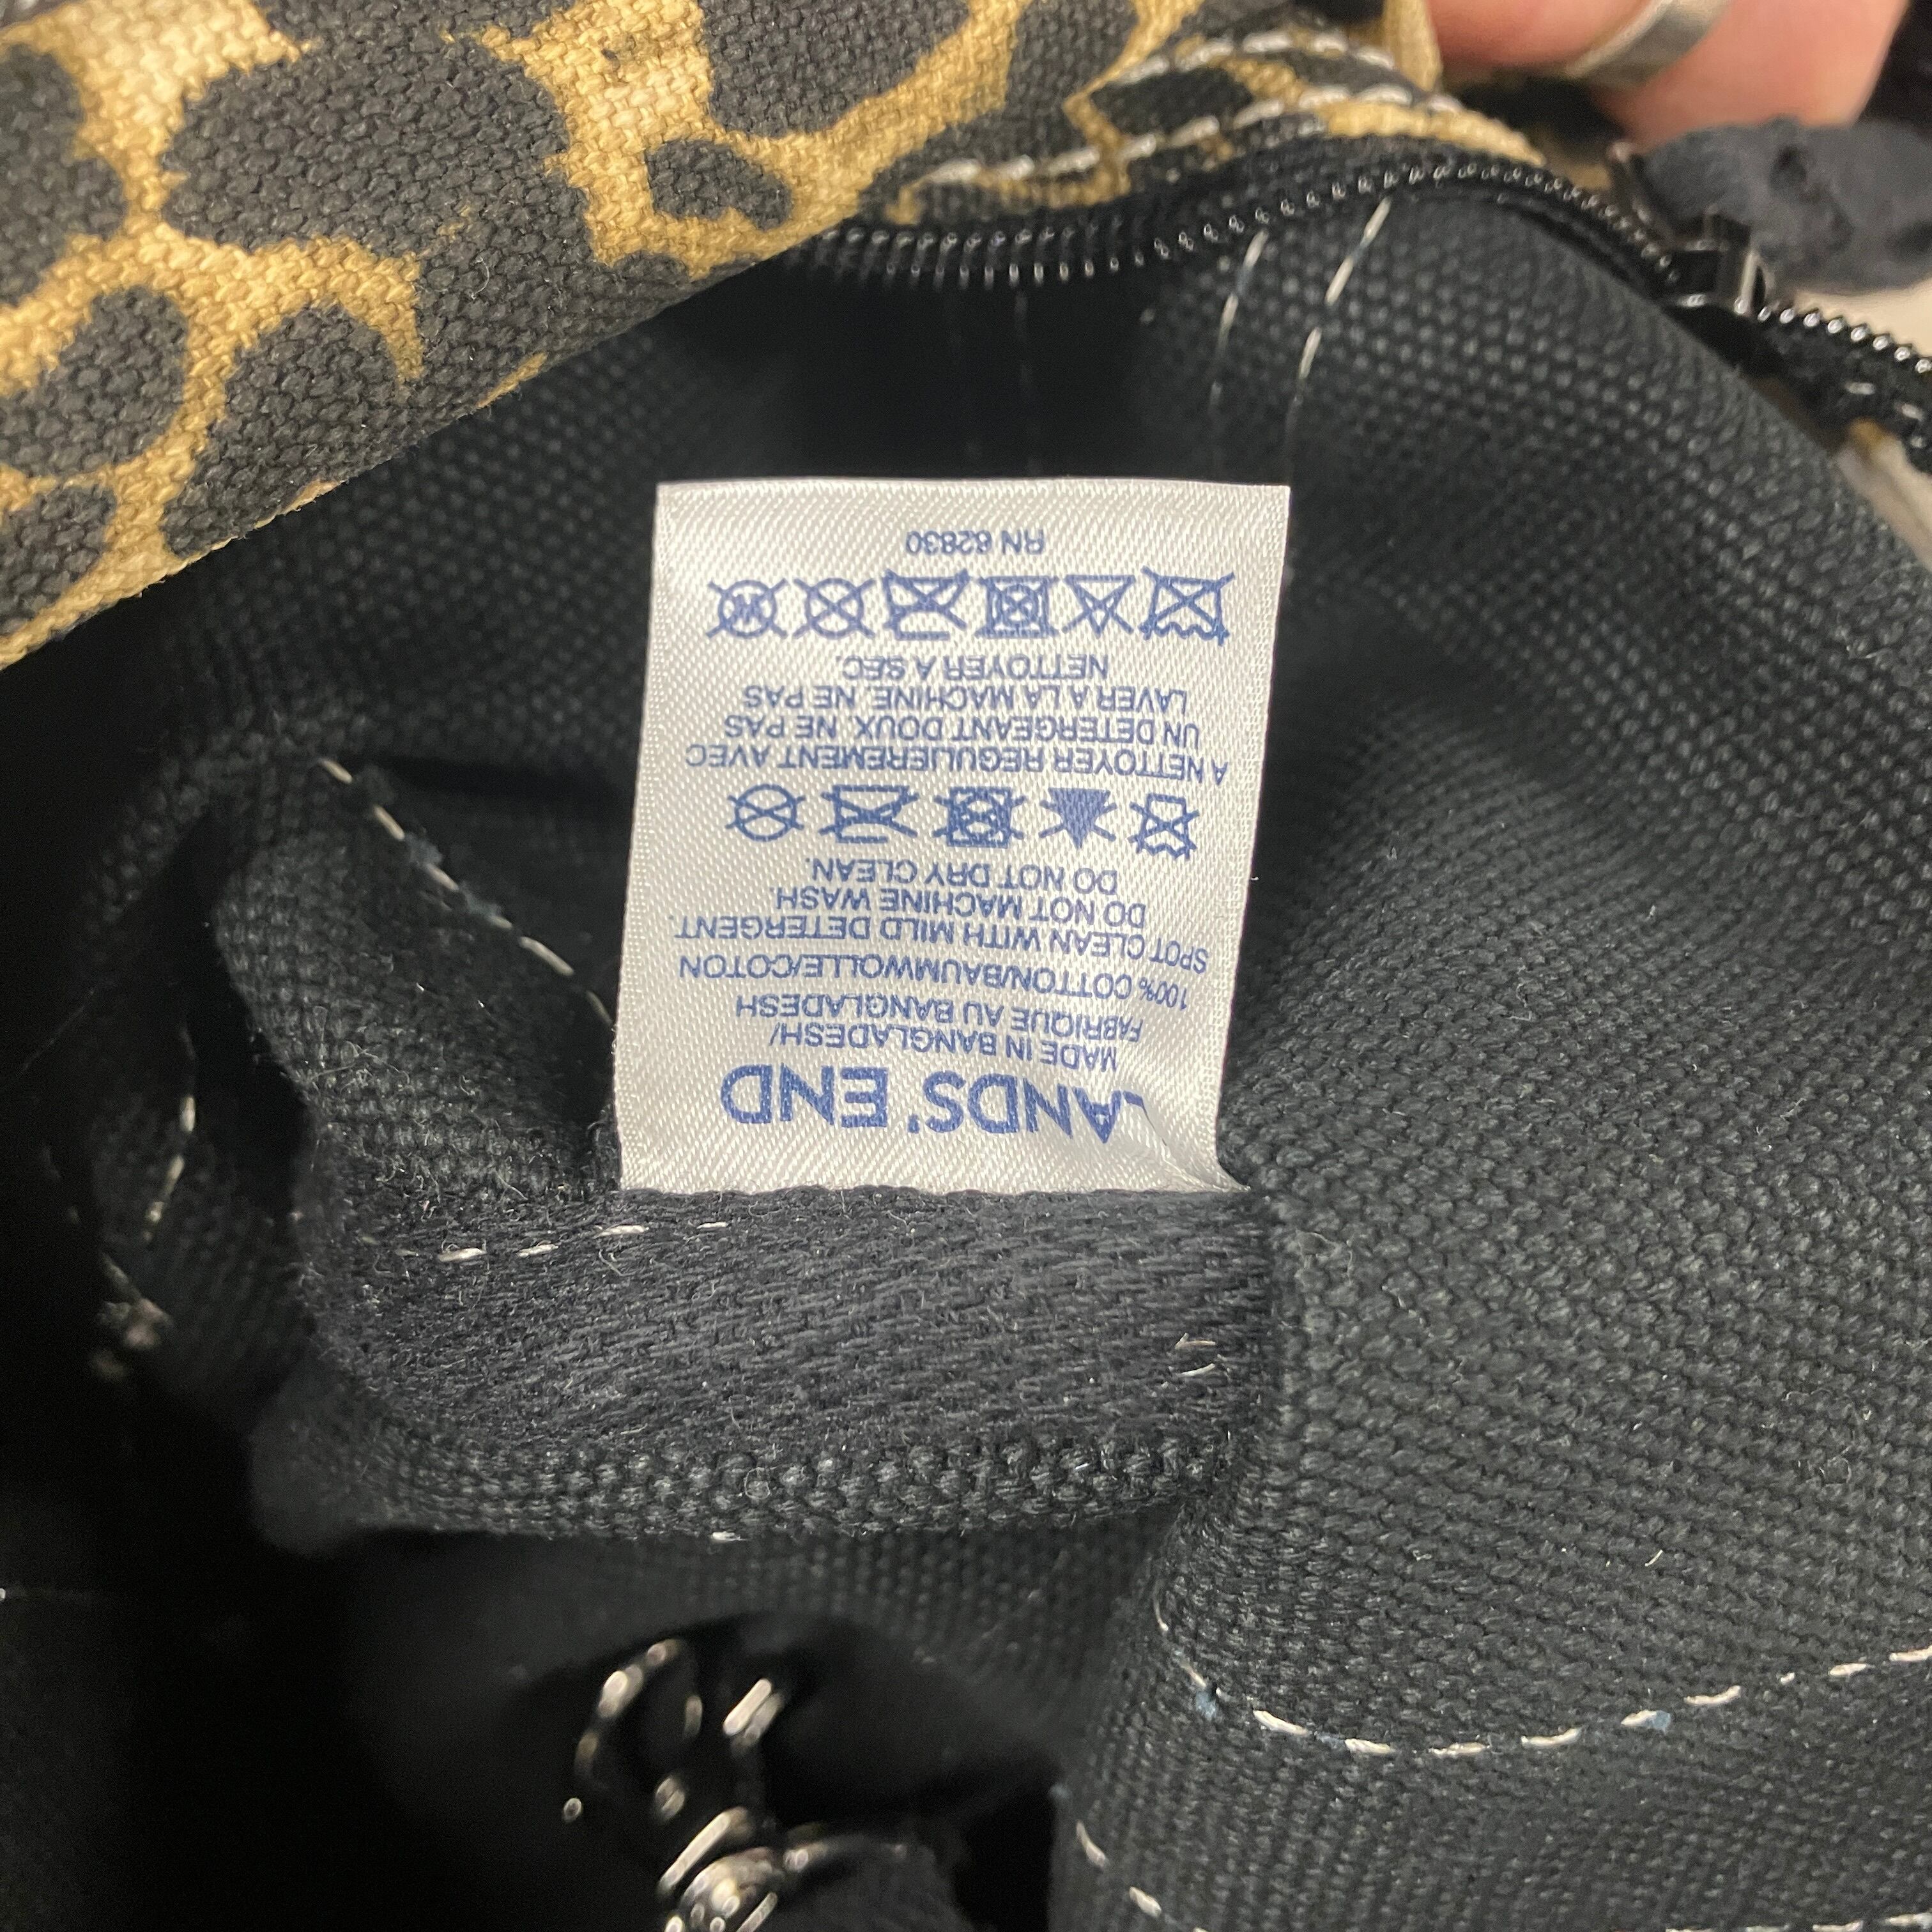 LANDS' END
MADE IN BANGLADESH/
FABRIQUE AU BANGLADESH
100% COTTON/BAUMWOLLE/COTON
SPOT CLEAN WITH MILD DETERGENT.
DO NOT MACHINE WASH.
DO NOT DRY CLEAN.
A NETTOYER REGULIEREMENT AVEC
UN DETERGEANT DOUX. NE PAS
LAVER A LA MACHINE. NE PAS
NETTOYER A SEC.
W
RN 62830